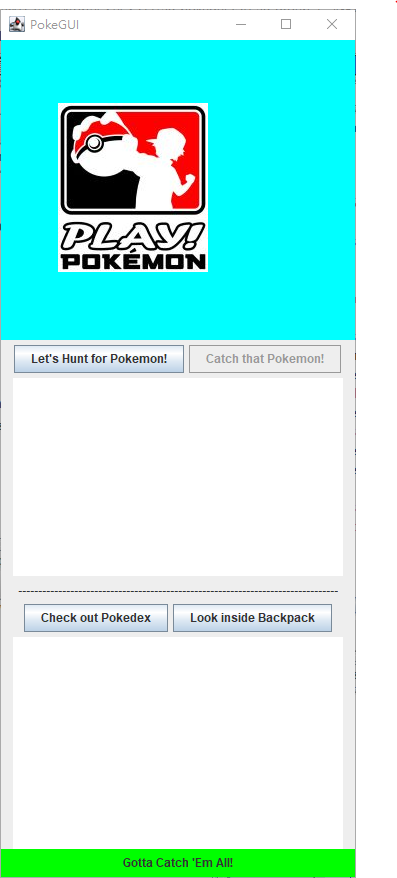 PokeGUI
PLAY!
POKÉMON
Let's Hunt for Pokemon!
Catch that Pokemon!
--------------------------------------------------------------------------------
Check out Pokedex
Look inside Backpack
Gotta Catch 'Em All!